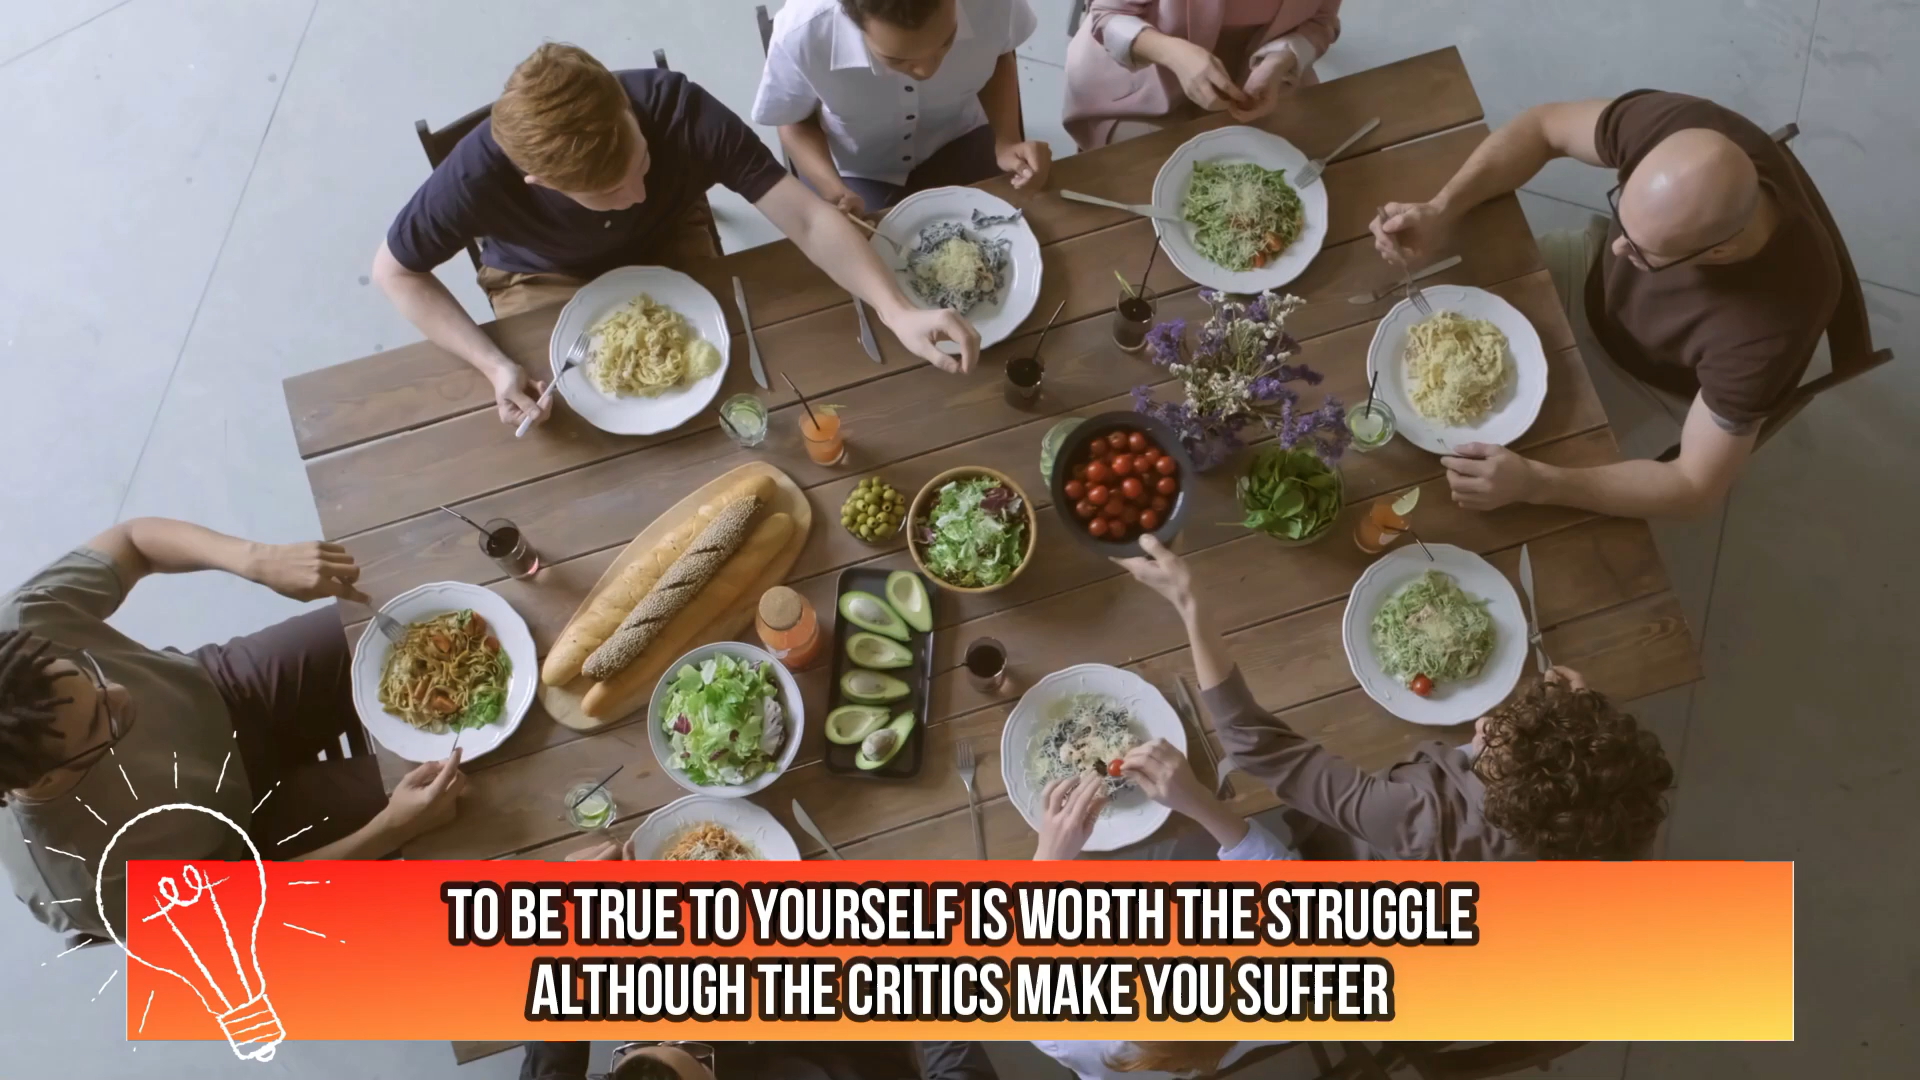 TO BE TRUE TO YOURSELF IS WORTH THE STRUGGLE
ALTHOUGH THE CRITICS MAKE YOU SUFFER